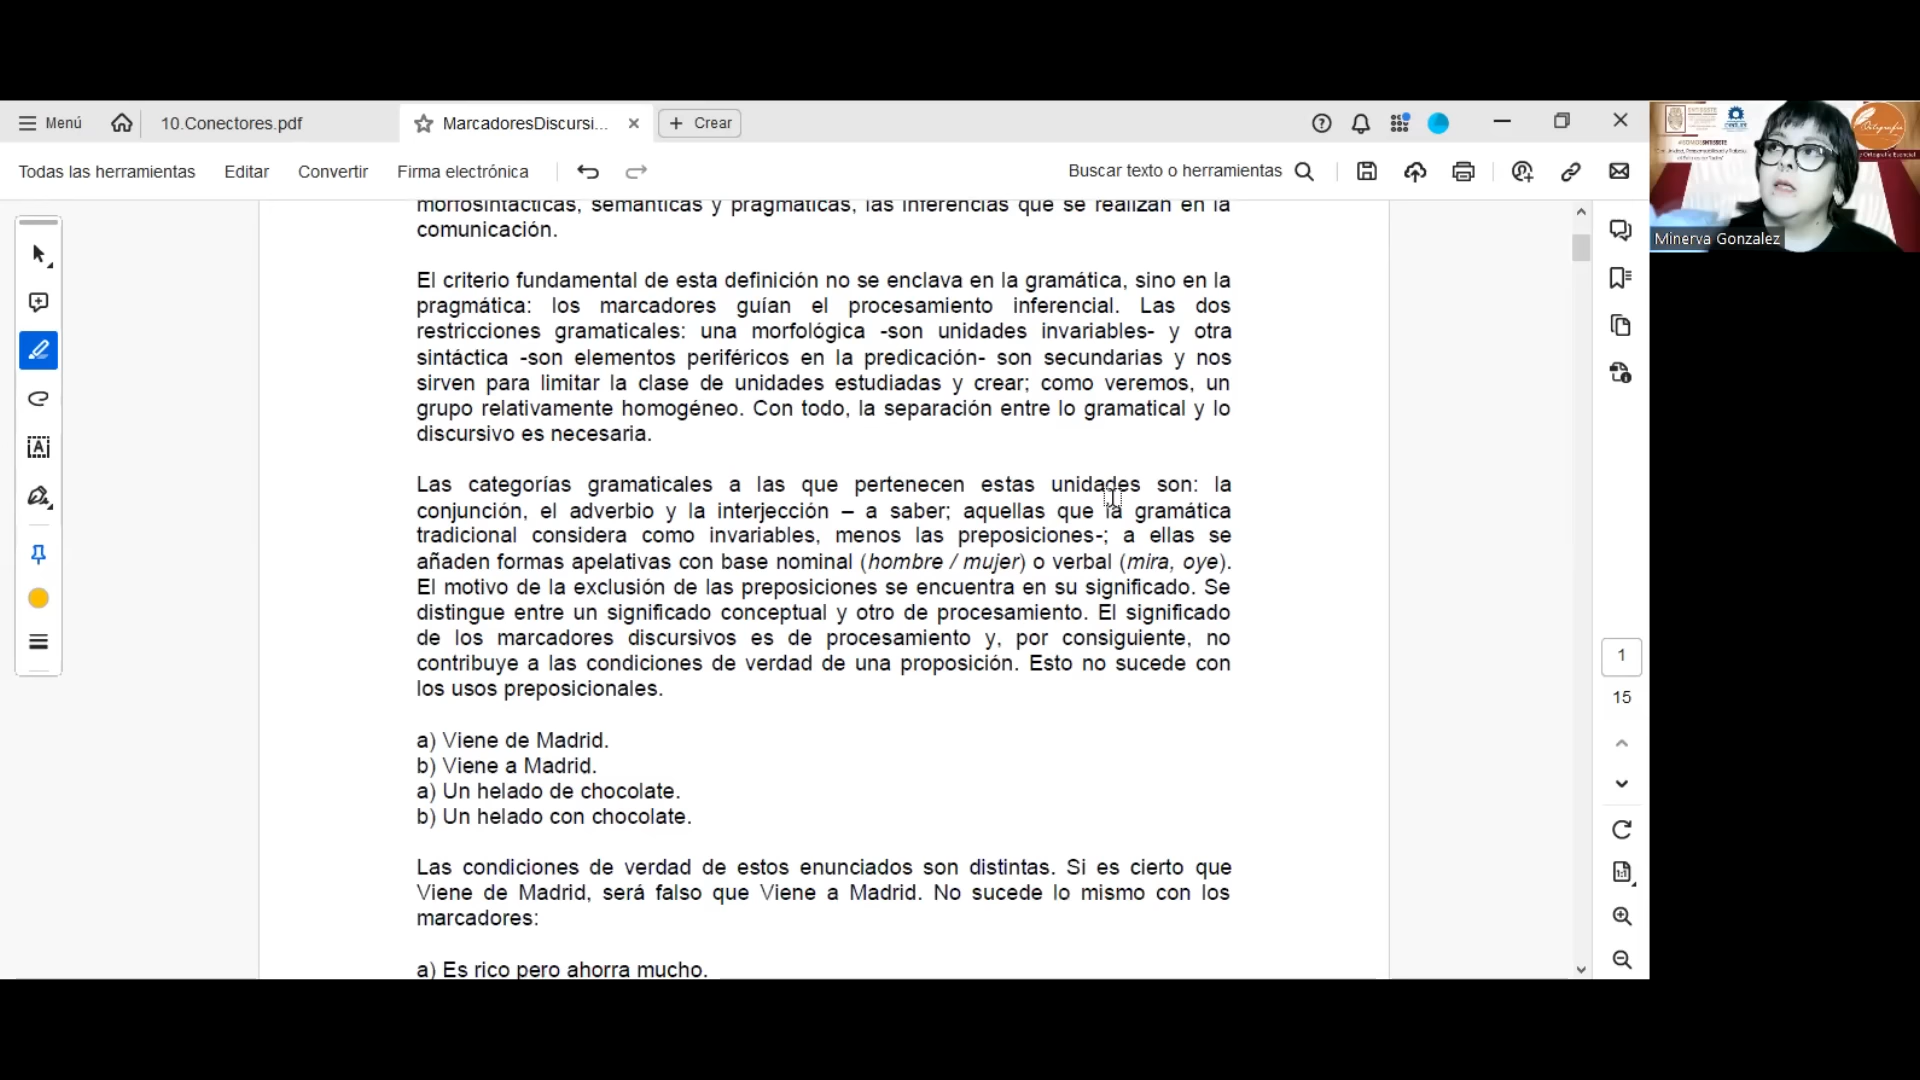 Menú
10.Conectores.pdf
MarcadoresDiscursi...
Crear
Todas las herramientas
Editar
Convertir
Firma electrónica
Buscar texto o herramientas
morfosintácticas, semánticas y pragmáticas, las inferencias que se realizan en la
comunicación.
El criterio fundamental de esta definición no se enclava en la gramática, sino en la
pragmática: los marcadores guían el procesamiento inferencial. Las dos
restricciones gramaticales: una morfológica -son unidades invariables- y otra
sintáctica -son elementos periféricos en la predicación- son secundarias y nos
sirven para limitar la clase de unidades estudiadas y crear; como veremos, un
grupo relativamente homogéneo. Con todo, la separación entre lo gramatical y lo
discursivo es necesaria.
Las categorías gramaticales a las que pertenecen estas unidades son: la
conjunción, el adverbio y la interjección – a saber; aquellas que la gramática
tradicional considera como invariables, menos las preposiciones-; a ellas se
añaden formas apelativas con base nominal (hombre / mujer) o verbal (mira, oye).
El motivo de la exclusión de las preposiciones se encuentra en su significado. Se
distingue entre un significado conceptual y otro de procesamiento. El significado
de los marcadores discursivos es de procesamiento y, por consiguiente, no
contribuye a las condiciones de verdad de una proposición. Esto no sucede con
los usos preposicionales.
a) Viene de Madrid.
b) Viene a Madrid.
a) Un helado de chocolate.
b) Un helado con chocolate.
Las condiciones de verdad de estos enunciados son distintas. Si es cierto que
Viene de Madrid, será falso que Viene a Madrid. No sucede lo mismo con los
marcadores:
a) Es rico pero ahorra mucho.
1
15
Minerva Gonzalez